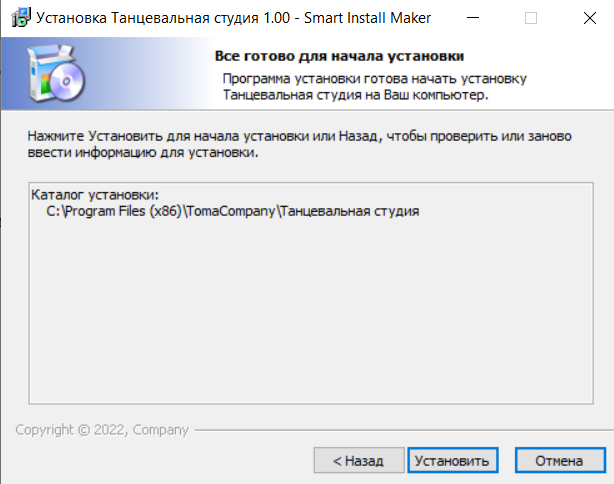 Установка Танцевальная студия 1.00 - Smart Install Maker
Все готово для начала установки
Программа установки готова начать установку
Танцевальная студия на Ваш компьютер.
Нажмите Установить для начала установки или Назад, чтобы проверить или заново
ввести информацию для установки.
Каталог установки:
C:\Program Files (x86)\TomaCompany\Танцевальная студия
Copyright © 2022, Company
< Назад
Установить
Отмена